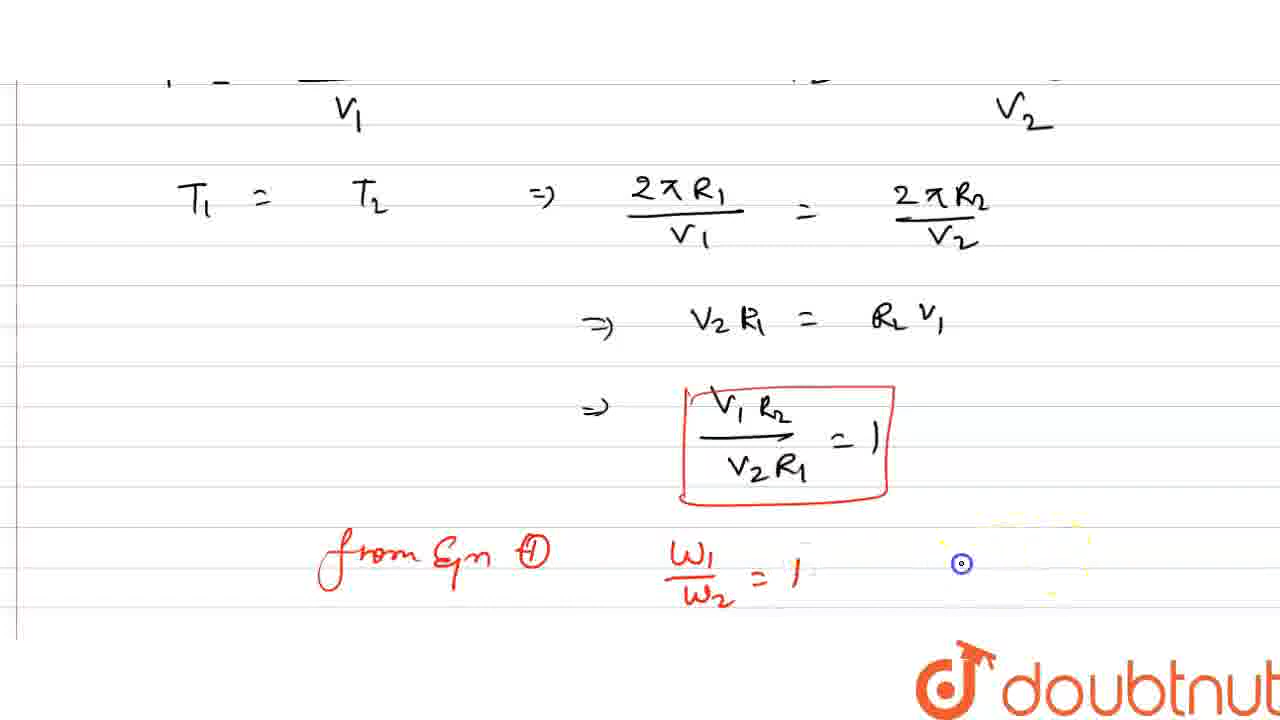 V₁ V₂
T₁ = T₂ ⇒ 2πR₁/V₁ = 2πR₂/V₂
⇒ V₂ R₁ = R₂ V₁
⇒ V₁ R₂/V₂ R₁ = 1
from Eqn ① W₁/W₂ = 1
doubtnut